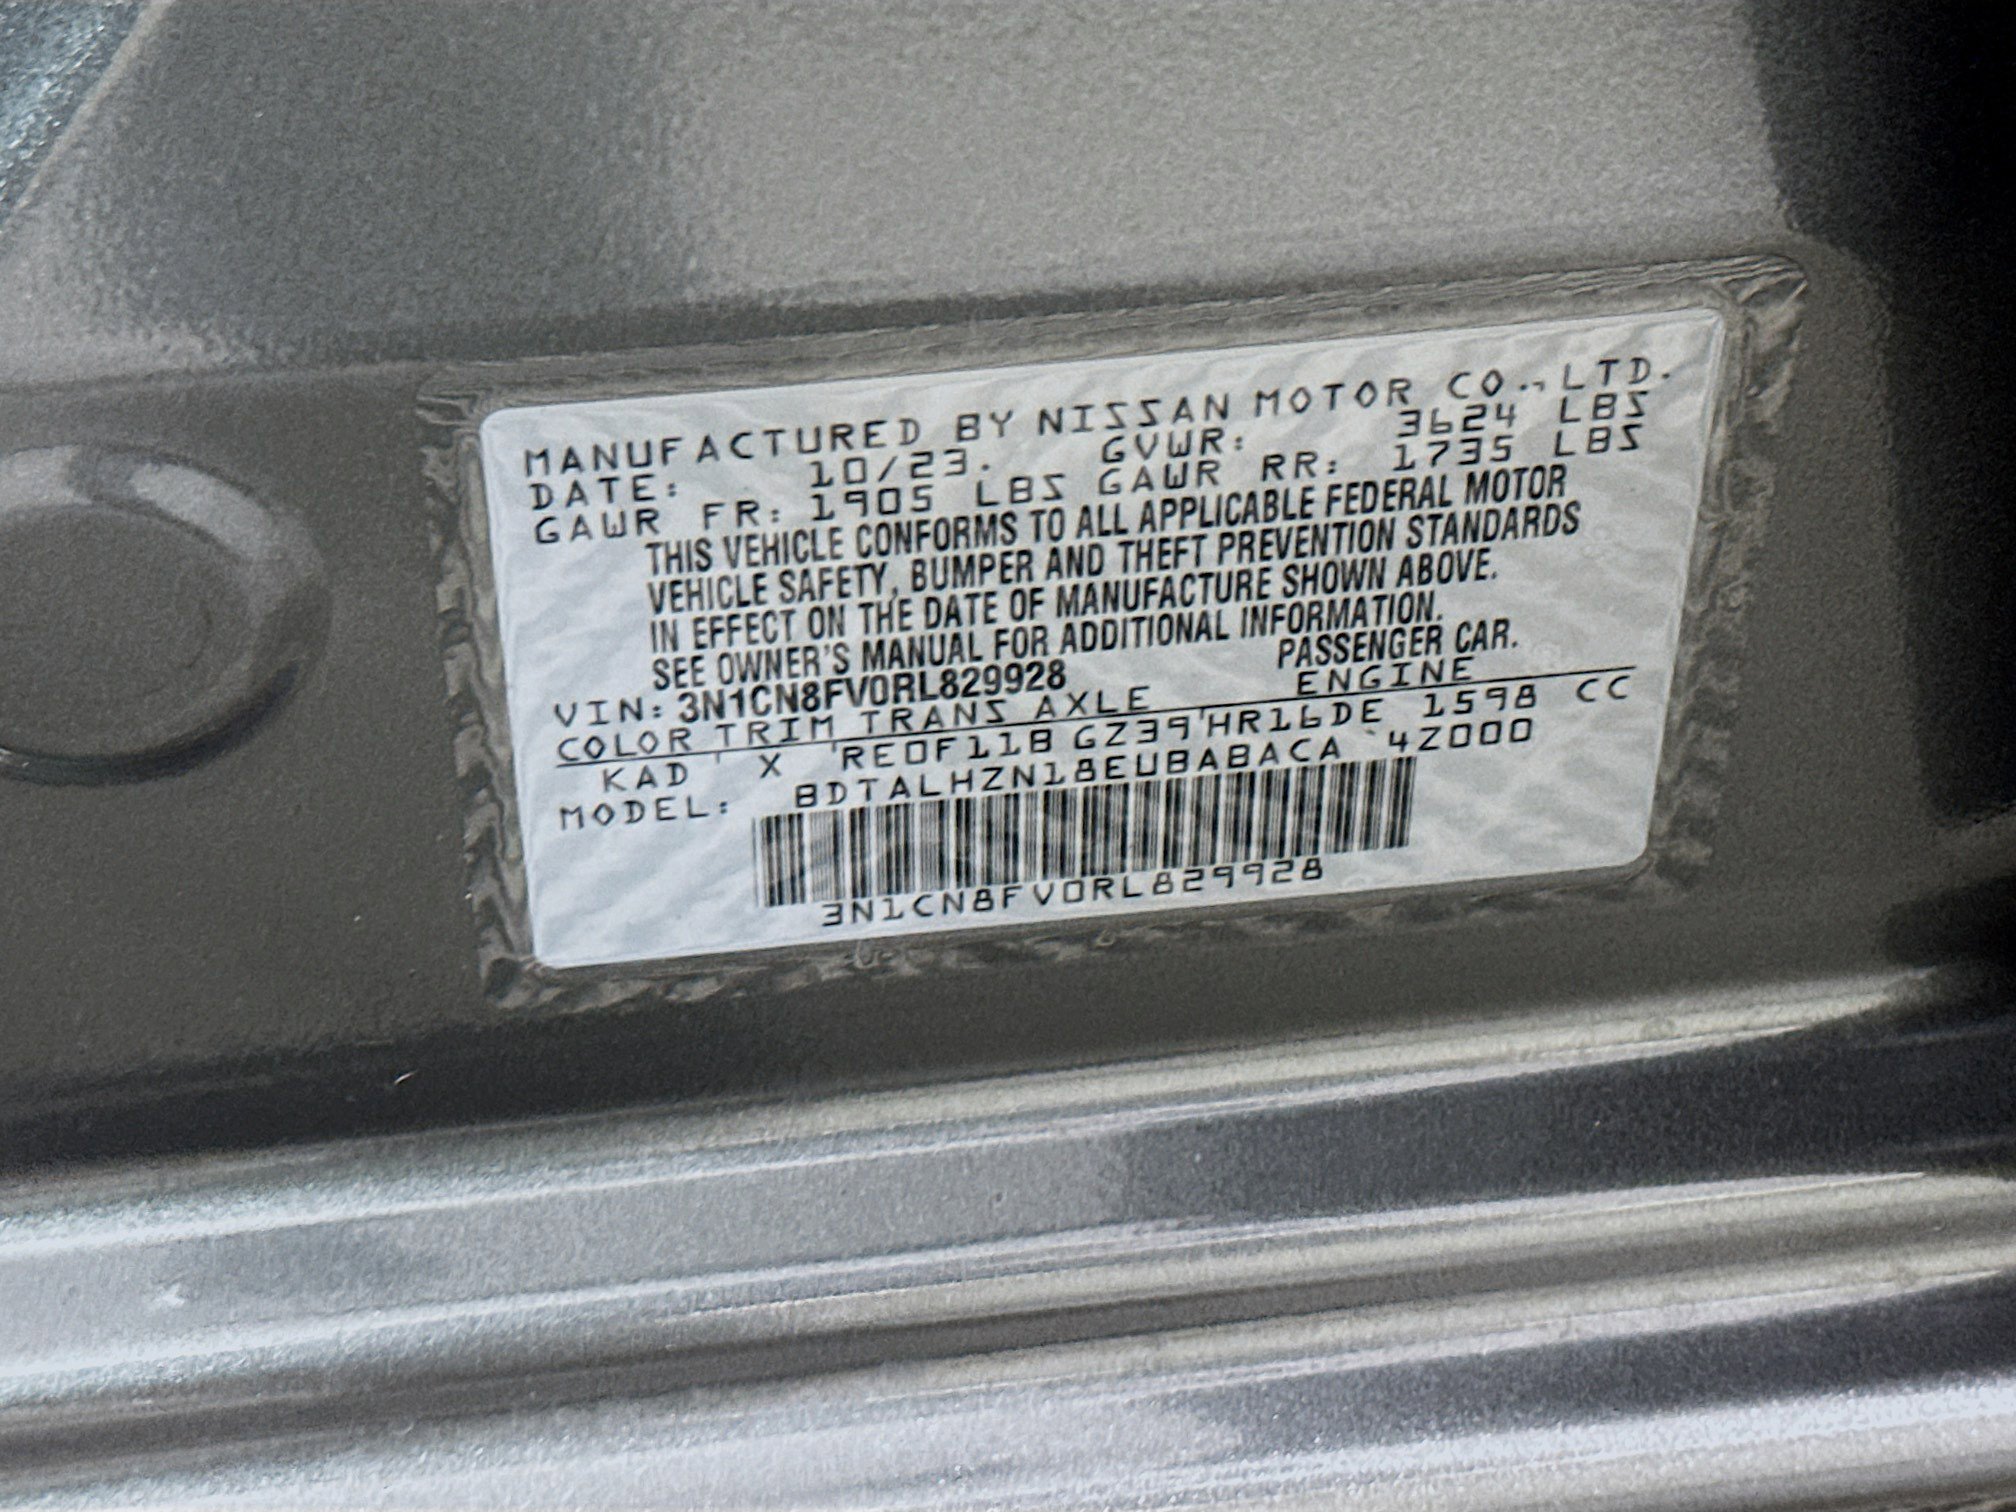 MANUFACTURED BY NISSAN MOTOR CO., LTD.
DATE: 10/23. GVWR: 3624 LBS
GAWR FR: 1905 LBS GAWR RR: 1735 LBS
THIS VEHICLE CONFORMS TO ALL APPLICABLE FEDERAL MOTOR
VEHICLE SAFETY, BUMPER AND THEFT PREVENTION STANDARDS
IN EFFECT ON THE DATE OF MANUFACTURE SHOWN ABOVE.
SEE OWNER'S MANUAL FOR ADDITIONAL INFORMATION.
VIN: 3N1CN8FV0RL829928 PASSENGER CAR.
COLOR TRIM TRANS AXLE ENGINE
KAD X RE0F11B GZ39 HR16DE 1598 CC
MODEL: BDTALHZN18EUBABACA 4Z000
3N1CN8FV0RL829928